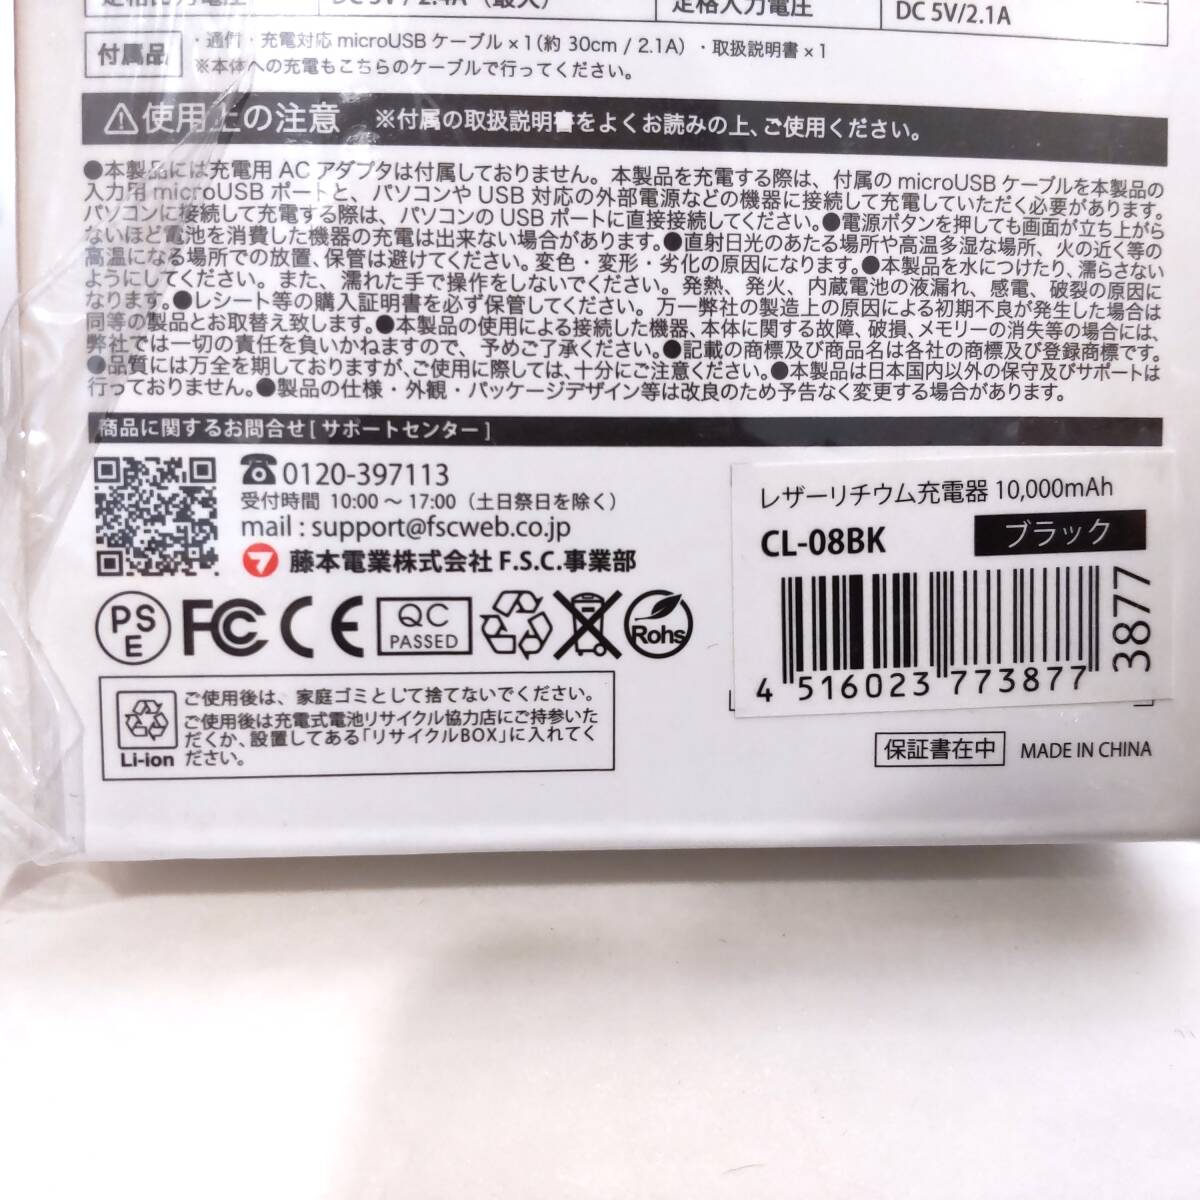 DC 5V / 2.4A（最大）
定格入力電圧
DC 5V/2.1A
付属品
・通信・充電対応 microUSB ケーブル×1（約 30cm / 2.1A）・取扱説明書×1
※本体への充電もこちらのケーブルで行ってください。
使用上の注意 ※付属の取扱説明書をよくお読みの上、ご使用ください。
●本製品には充電用 AC アダプタは付属しておりません。本製品を充電する際は、付属の microUSB ケーブルを本製品の
入力用 microUSB ポートと、パソコンや USB 対応の外部電源などの機器に接続して充電していただく必要があります。
パソコンに接続して充電する際は、パソコンの USB ポートに直接接続してください。●電源ボタンを押しても画面が立ち上がら
ないほど電池を消費した機器の充電は出来ない場合があります。●直射日光のあたる場所や高温多湿な場所、火の近く等の
高温になる場所での放置、保管は避けてください。変色・変形・劣化の原因になります。●本製品を水につけたり、濡らさない
ようにしてください。また、濡れた手で操作をしないでください。発熱、発火、内蔵電池の液漏れ、感電、破裂の原因に
なります。●レシート等の購入証明書を必ず保管してください。万一弊社の製造上の原因による初期不良が発生した場合は
同等の製品とお取替え致します。●本製品の使用による接続した機器、本体に関する故障、破損、メモリーの消失等の場合には、
弊社では一切の責任を負いかねますので、予めご了承ください。●記載の商標及び商品名は各社の商標及び登録商標です。
●品質には万全を期しておりますが、ご使用に際しては、十分にご注意ください。●本製品は日本国内以外の保守及びサポートは
行っておりません。●製品の仕様・外観・パッケージデザイン等は改良のため予告なく変更する場合があります。
商品に関するお問合せ [ サポートセンター ]
0120-397113
受付時間 10:00 ～ 17:00（土日祭日を除く）
mail : support@fscweb.co.jp
藤本電業株式会社 F.S.C.事業部
PSE
FC CE
QC
PASSED
Rohs
Li-ion
ご使用後は、家庭ゴミとして捨てないでください。
ご使用後は充電式電池リサイクル協力店にご持参いた
だくか、設置してある「リサイクルBOX」に入れてく
ださい。
レザーリチウム充電器 10,000mAh
CL-08BK
ブラック
4 516023 773877
3877
保証書在中
MADE IN CHINA